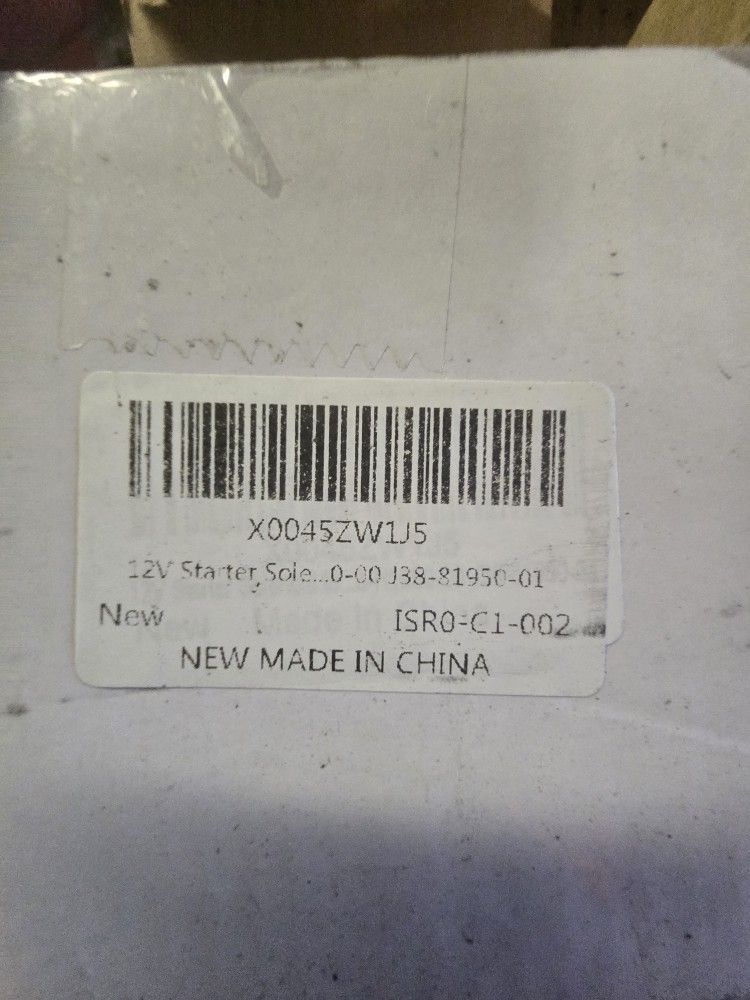 X0045ZW1J5
12V Starter Sole...0-00 J38-81950-01
New ISR0-C1-002
NEW MADE IN CHINA